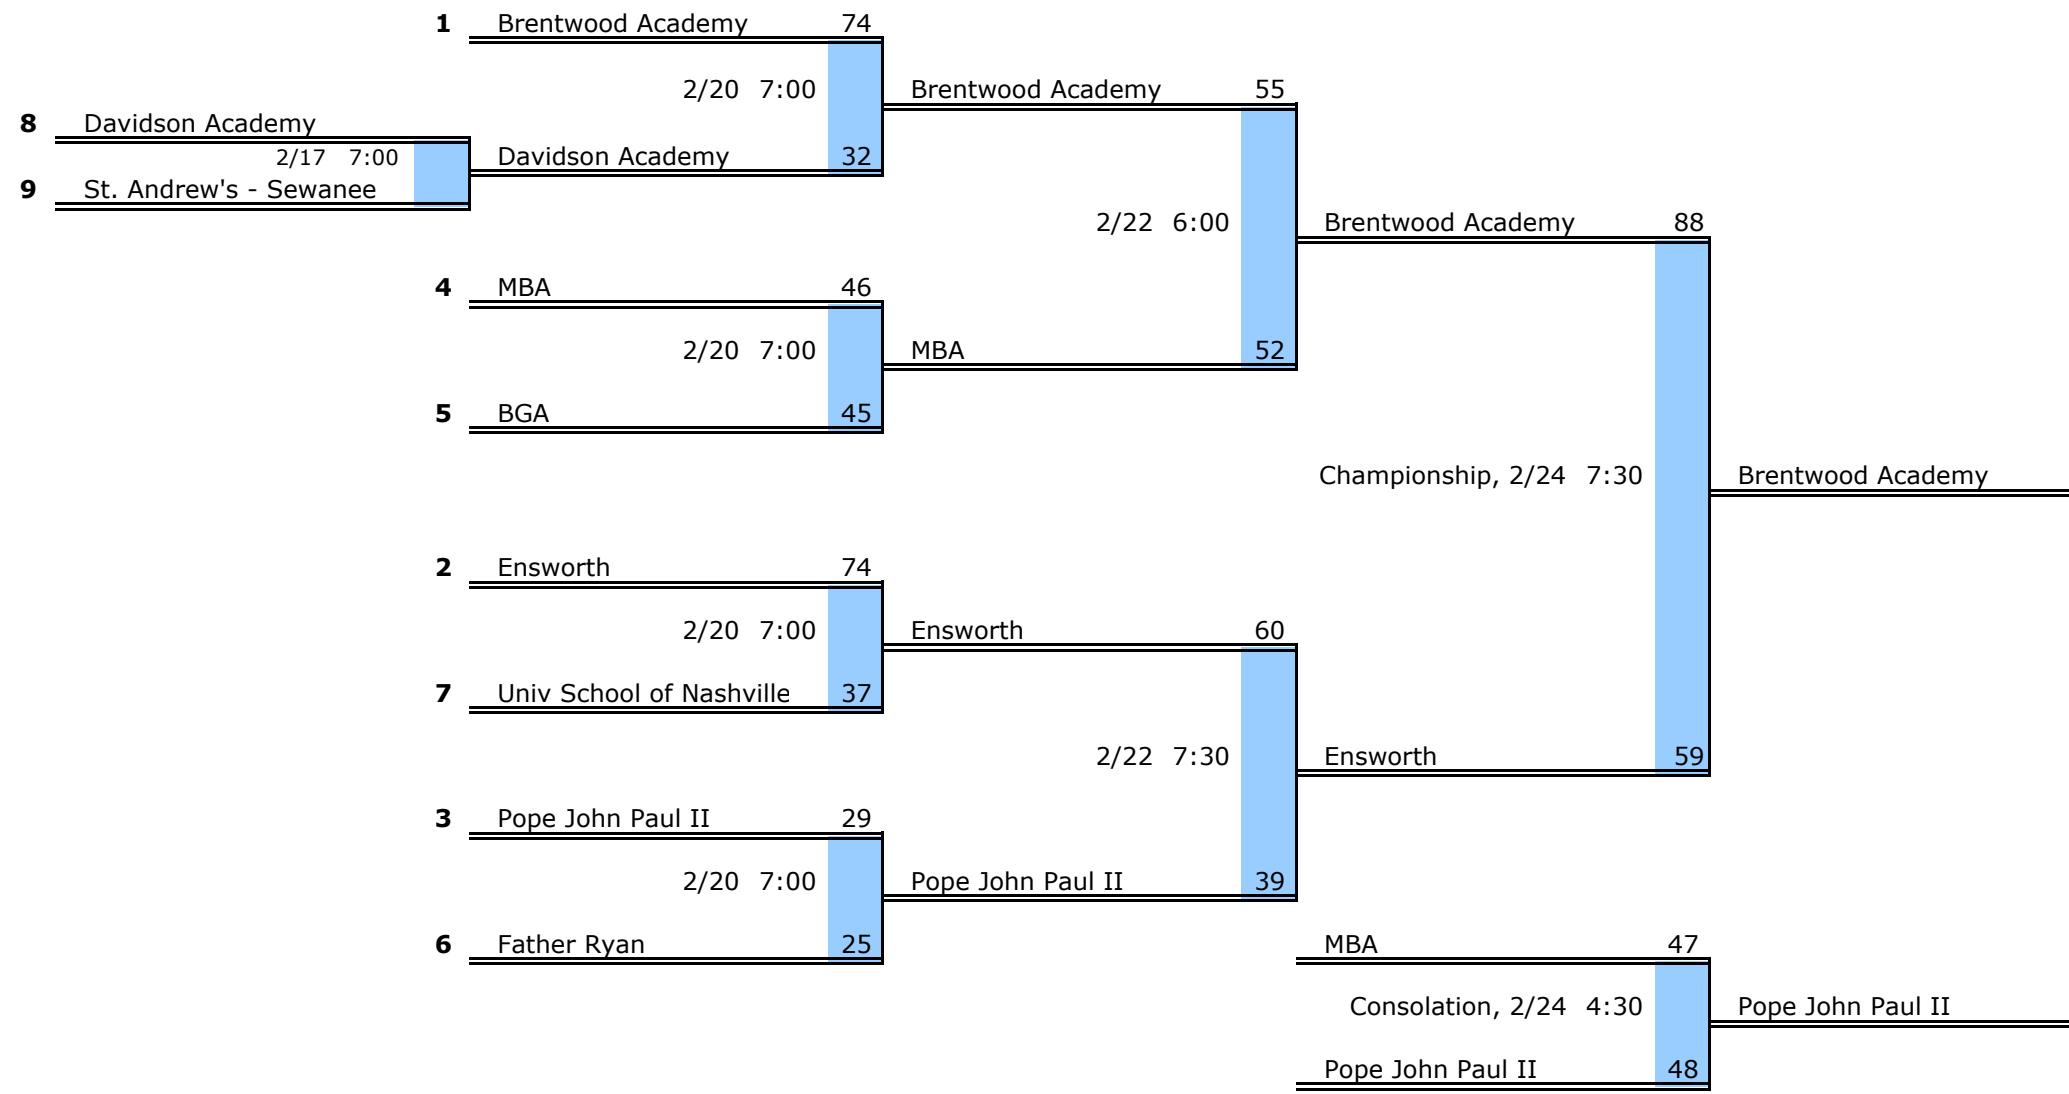 1 Brentwood Academy 74
2/20 7:00 Brentwood Academy 55
8 Davidson Academy
2/17 7:00 Davidson Academy 32
9 St. Andrew's - Sewanee
2/22 6:00 Brentwood Academy 88
4 MBA 46
2/20 7:00 MBA 52
5 BGA 45
Championship, 2/24 7:30 Brentwood Academy
2 Ensworth 74
2/20 7:00 Ensworth 60
7 Univ School of Nashville 37
2/22 7:30 Ensworth 59
3 Pope John Paul II 29
2/20 7:00 Pope John Paul II 39
6 Father Ryan 25 MBA 47
Consolation, 2/24 4:30 Pope John Paul II
Pope John Paul II 48